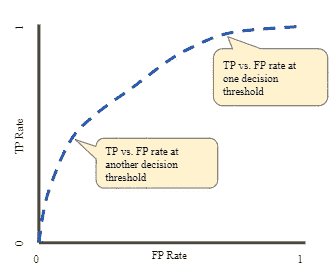 1
TP vs. FP rate at
one decision
threshold
TP Rate
TP vs. FP rate at
another decision
threshold
0
0
FP Rate
1